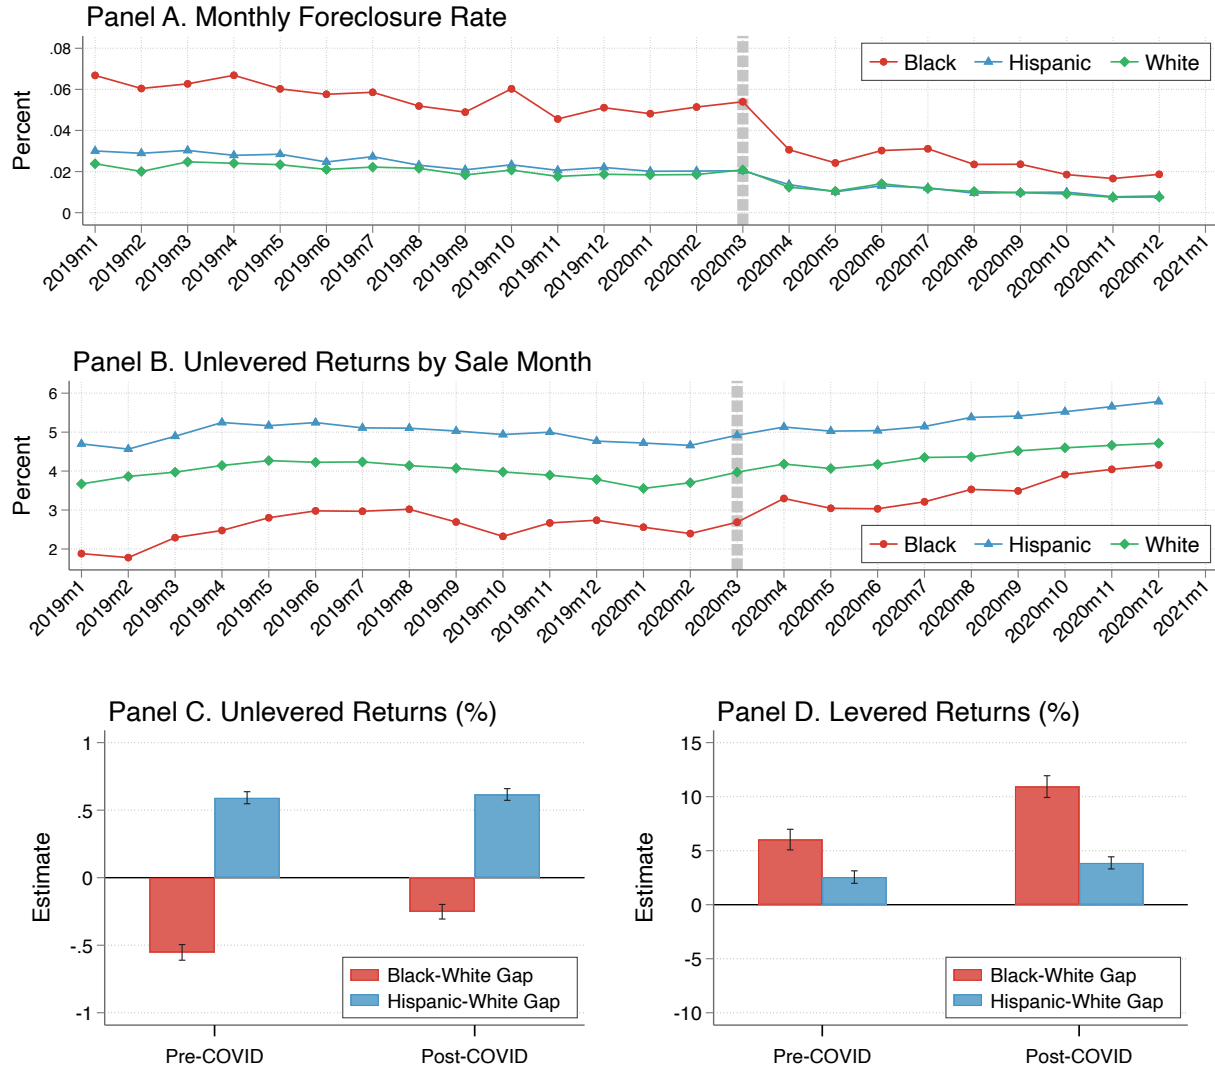 Panel A. Monthly Foreclosure Rate
Percent
.08
.06
.04
.02
0
Black Hispanic White
2019m1 2019m2 2019m3 2019m4 2019m5 2019m6 2019m7 2019m8 2019m9 2019m10 2019m11 2019m12 2020m1 2020m2 2020m3 2020m4 2020m5 2020m6 2020m7 2020m8 2020m9 2020m10 2020m11 2020m12 2021m1
Panel B. Unlevered Returns by Sale Month
Percent
6
5
4
3
2
Black Hispanic White
2019m1 2019m2 2019m3 2019m4 2019m5 2019m6 2019m7 2019m8 2019m9 2019m10 2019m11 2019m12 2020m1 2020m2 2020m3 2020m4 2020m5 2020m6 2020m7 2020m8 2020m9 2020m10 2020m11 2020m12 2021m1
Panel C. Unlevered Returns (%)
Estimate
1
.5
0
-.5
-1
Black-White Gap
Hispanic-White Gap
Pre-COVID Post-COVID
Panel D. Levered Returns (%)
Estimate
15
10
5
0
-5
-10
Black-White Gap
Hispanic-White Gap
Pre-COVID Post-COVID